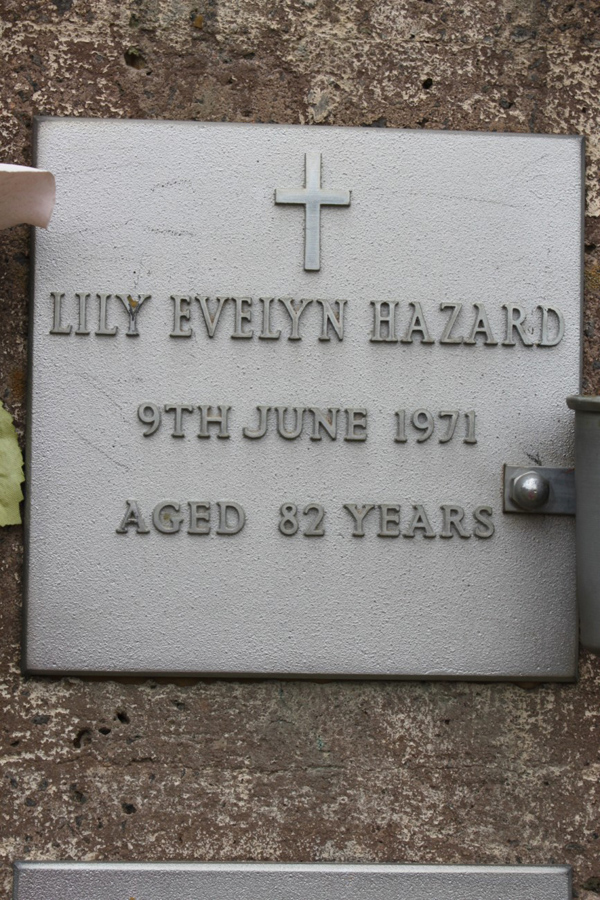 LILY EVELYN HAZARD
9TH JUNE 1971
AGED 82 YEARS